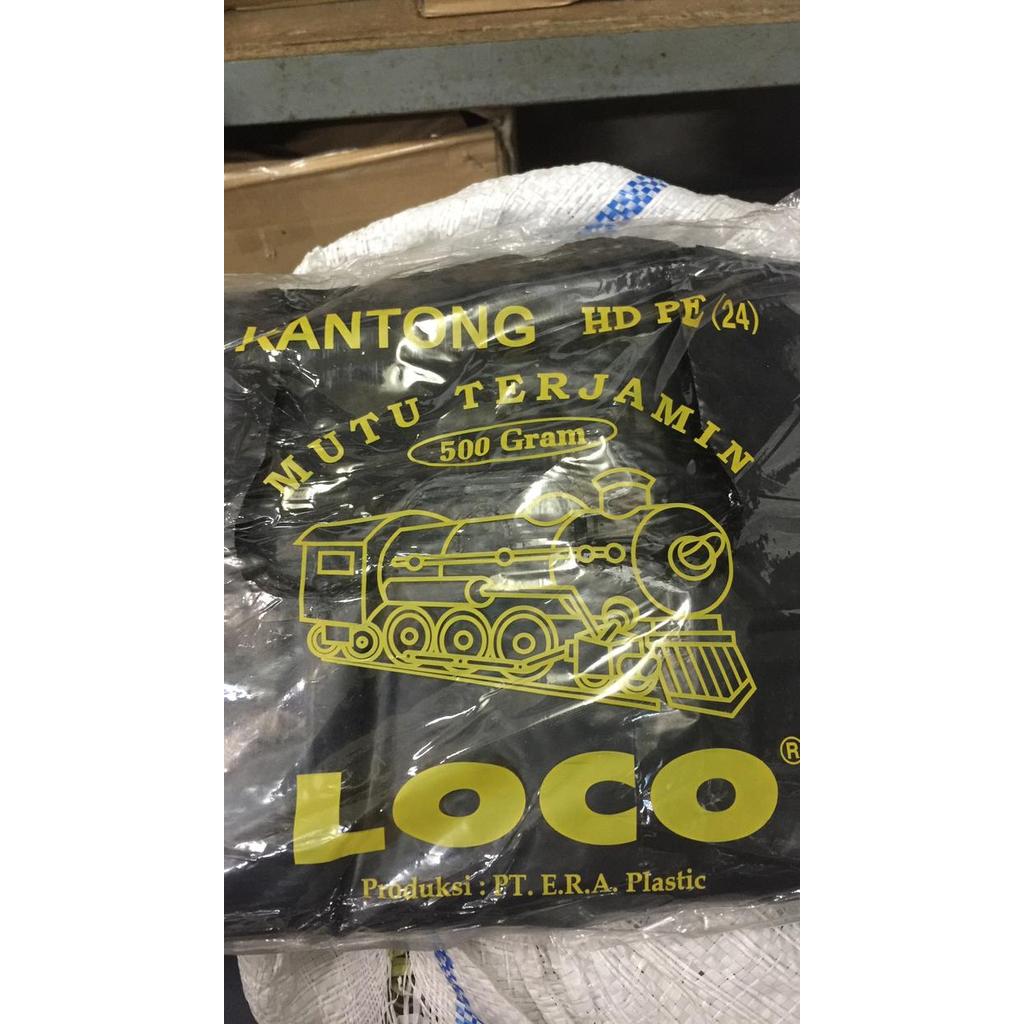 KANTONG HD PE (24)
MUTU TERJAMIN
500 Gram
LOCO ®
Produksi : PT. E.R.A. Plastic